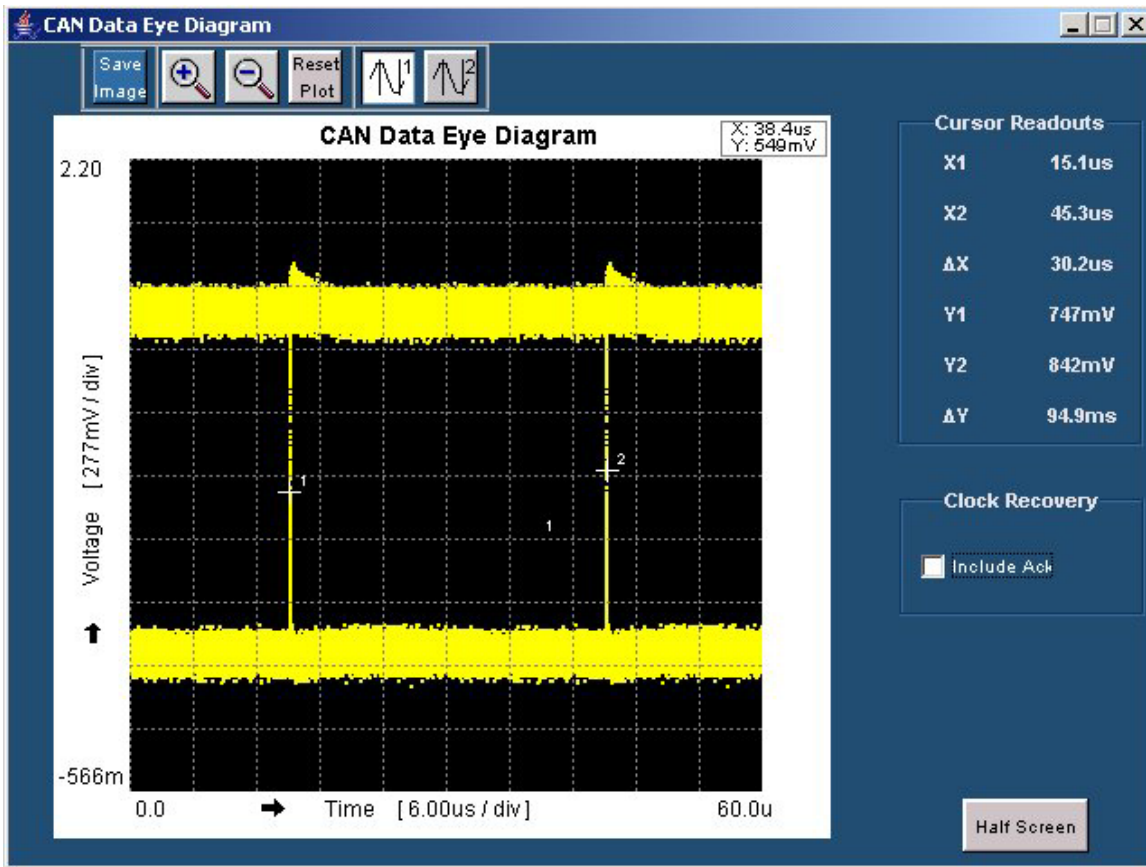 CAN Data Eye Diagram
Save Image
Reset Plot
1
2
CAN Data Eye Diagram
X: 38.4us
Y: 549mV
2.20
Voltage [ 277mV / div ]
-566m
1
2
1
0.0
Time [ 6.00us / div ]
60.0u
Cursor Readouts
X1 15.1us
X2 45.3us
ΔX 30.2us
Y1 747mV
Y2 842mV
ΔY 94.9ms
Clock Recovery
Include Ack
Half Screen